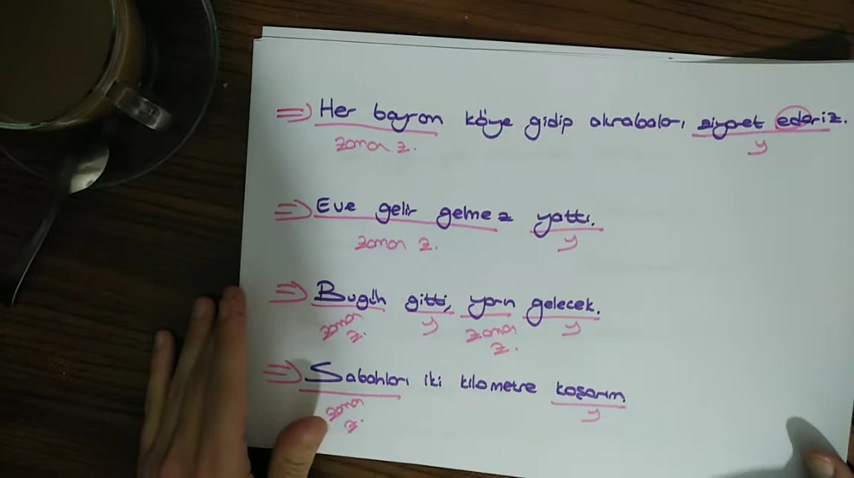 ⇒ Her bayram köye gidip akrabaları ziyaret ederiz.
zaman z. y
⇒ Eve gelir gelmez yattı.
zaman z. y
⇒ Bugün gitti, yarın gelecek.
zaman z. y zaman z. y
⇒ Sabahları iki kilometre koşarım
zaman z. y